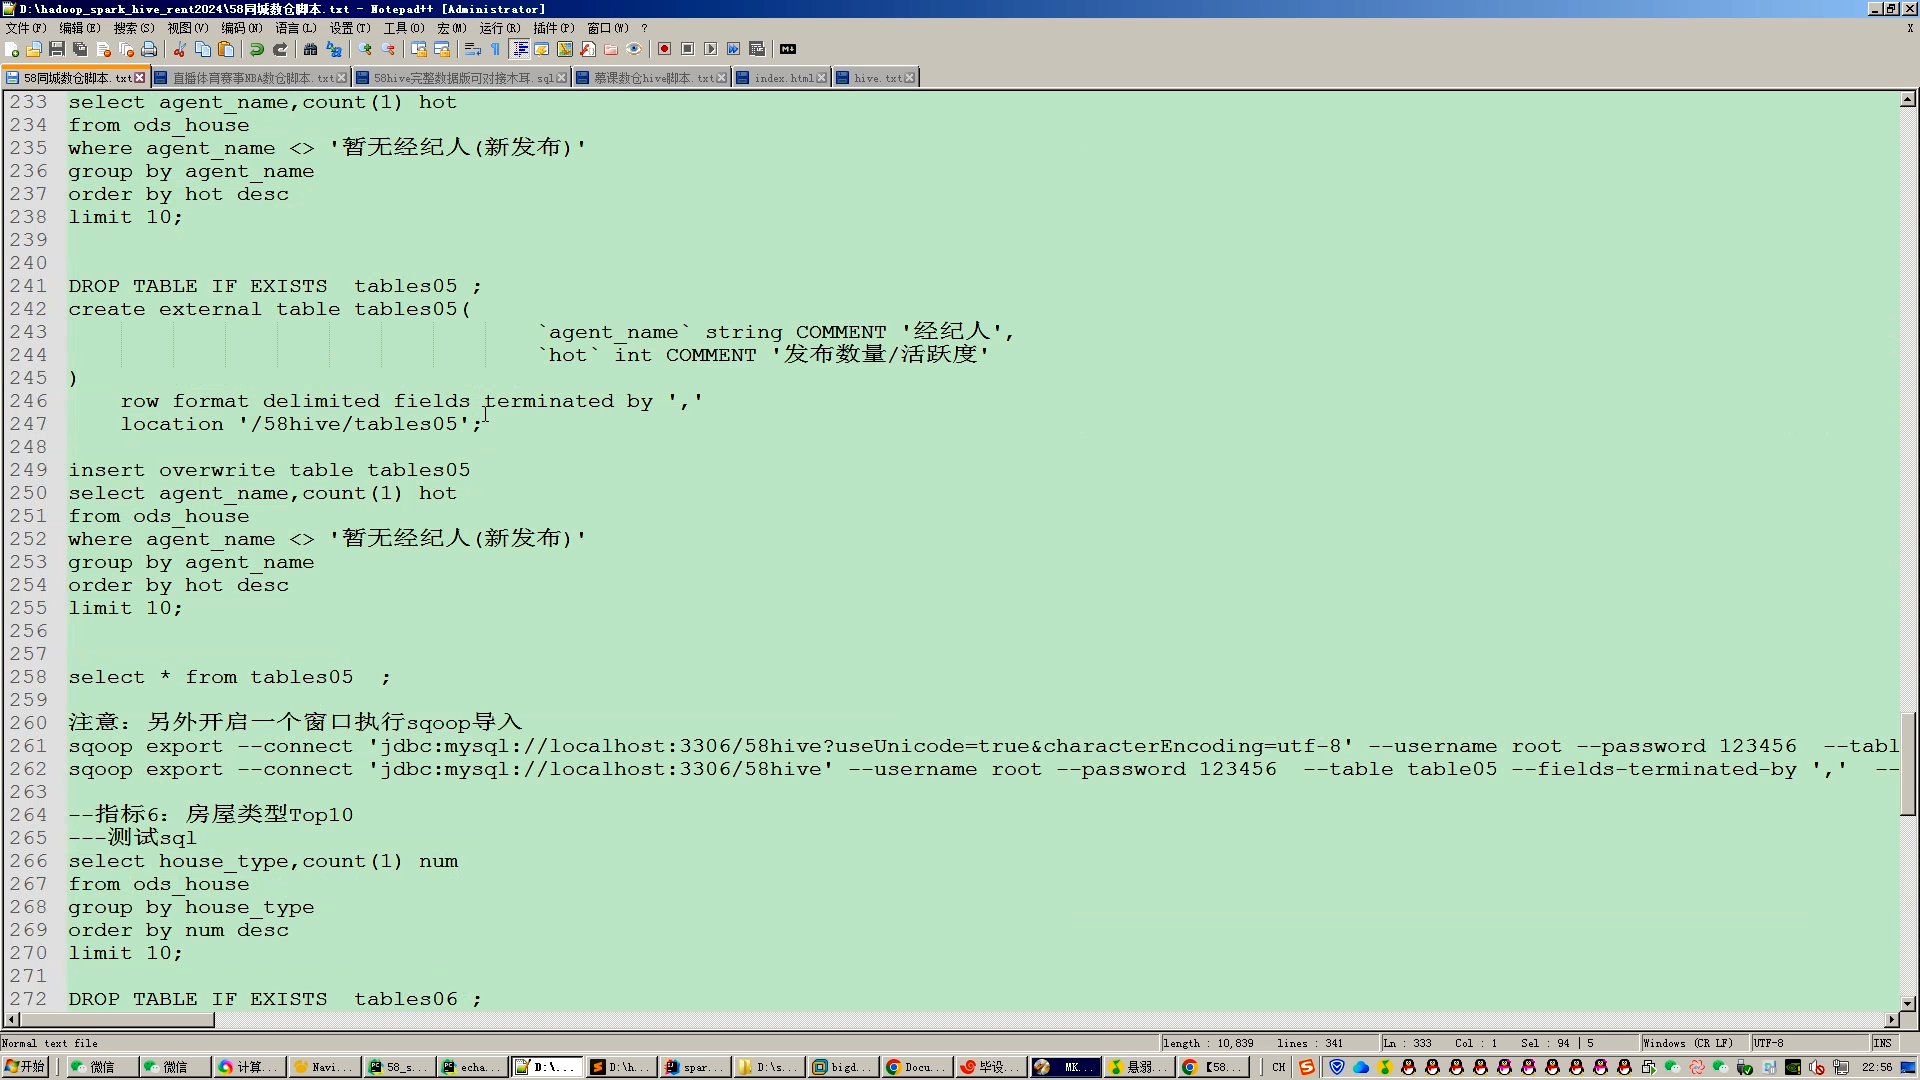 D:\hadoop_spark_hive_rent2024\58同城数仓脚本.txt - Notepad++ [Administrator]
文件(F) 编辑(E) 搜索(S) 视图(V) 编码(N) 语言(L) 设置(T) 工具(O) 宏(M) 运行(R) 插件(P) 窗口(W) ? X
58同城数仓脚本.txt 直播体育赛事NBA数仓脚本.txt 58hive完整数据版可对接木耳.sql 慕课数仓hive脚本.txt index.html hive.txt
233 select agent_name,count(1) hot
234 from ods_house
235 where agent_name <> '暂无经纪人(新发布)'
236 group by agent_name
237 order by hot desc
238 limit 10;
239
240
241 DROP TABLE IF EXISTS  tables05 ;
242 create external table tables05(
243 `agent_name` string COMMENT '经纪人',
244 `hot` int COMMENT '发布数量/活跃度'
245 )
246 row format delimited fields terminated by ','
247 location '/58hive/tables05';
248
249 insert overwrite table tables05
250 select agent_name,count(1) hot
251 from ods_house
252 where agent_name <> '暂无经纪人(新发布)'
253 group by agent_name
254 order by hot desc
255 limit 10;
256
257
258 select * from tables05  ;
259
260 注意：另外开启一个窗口执行sqoop导入
261 sqoop export --connect 'jdbc:mysql://localhost:3306/58hive?useUnicode=true&characterEncoding=utf-8' --username root --password 123456  --tabl
262 sqoop export --connect 'jdbc:mysql://localhost:3306/58hive' --username root --password 123456  --table table05 --fields-terminated-by ','  --
263
264 --指标6：房屋类型Top10
265 ---测试sql
266 select house_type,count(1) num
267 from ods_house
268 group by house_type
269 order by num desc
270 limit 10;
271
272 DROP TABLE IF EXISTS  tables06 ;
Normal text file length : 10,839 lines : 341 Ln : 333 Col : 1 Sel : 94 | 5 Windows (CR LF) UTF-8 INS
开始 微信 微信 计算... Navi... 58_s... echa... D:\... D:\h... spar... D:\s... bigd... Docu... 毕设... MK... 悬弱... 【58... CH 22:56